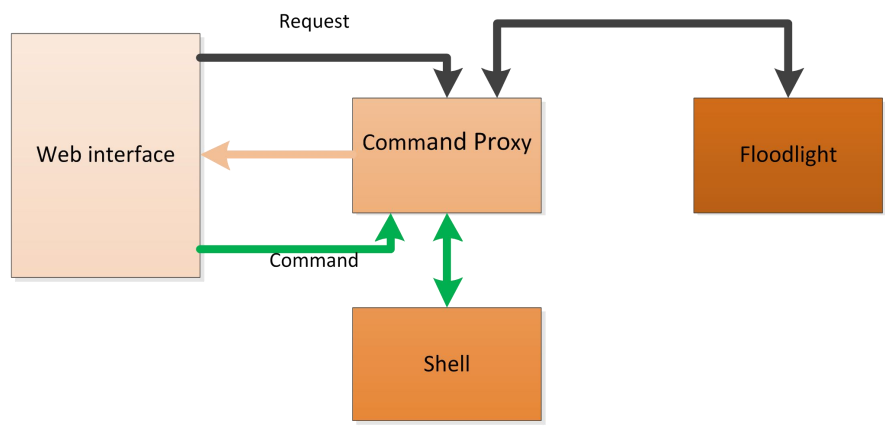 Request
Web interface
Command Proxy
Floodlight
Command
Shell